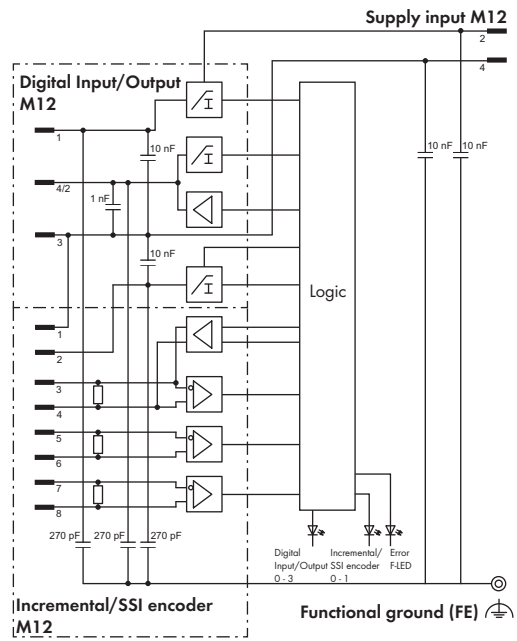 Supply input M12
2
4
Digital Input/Output
M12
1
10 nF
4/2
1 nF
3
10 nF
10 nF
10 nF
Logic
1
2
3
4
5
6
7
8
270 pF
270 pF
270 pF
Digital
Input/Output
0 - 3
Incremental/
SSI encoder
0 - 1
Error
F-LED
Incremental/SSI encoder
M12
Functional ground (FE)